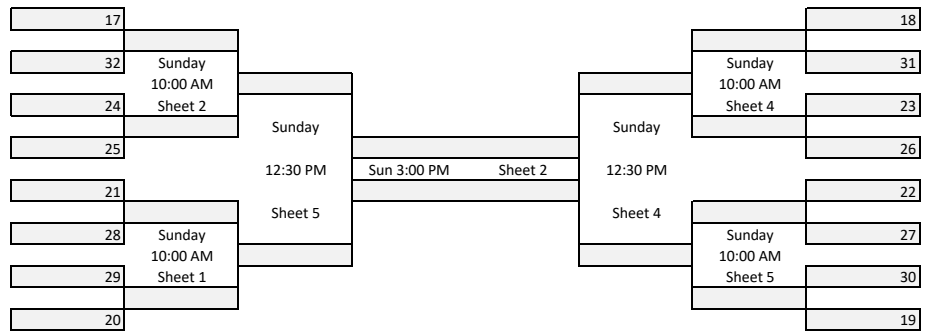 17 18
32 Sunday Sunday 31
10:00 AM 10:00 AM
24 Sheet 2 Sheet 4 23
Sunday Sunday
25 26
12:30 PM Sun 3:00 PM Sheet 2 12:30 PM
21 22
Sheet 5 Sheet 4
28 Sunday Sunday 27
10:00 AM 10:00 AM
29 Sheet 1 Sheet 5 30
20 19